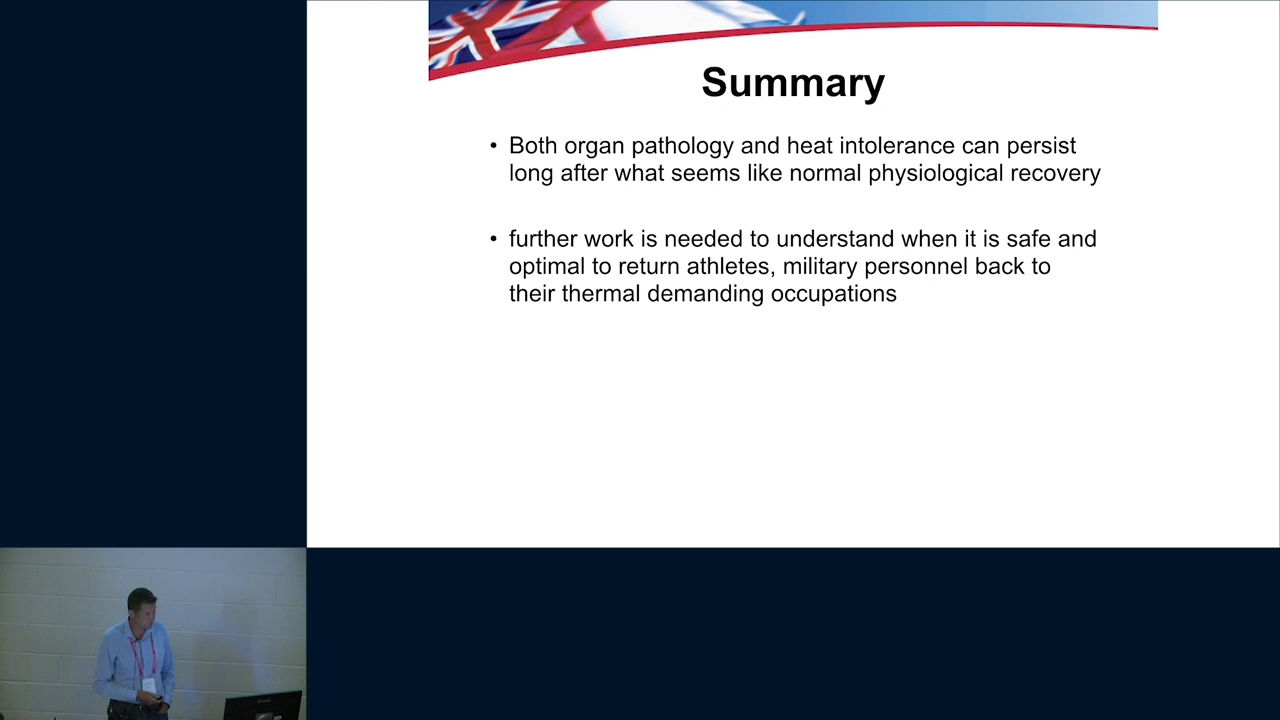 Summary
• Both organ pathology and heat intolerance can persist
long after what seems like normal physiological recovery
• further work is needed to understand when it is safe and
optimal to return athletes, military personnel back to
their thermal demanding occupations